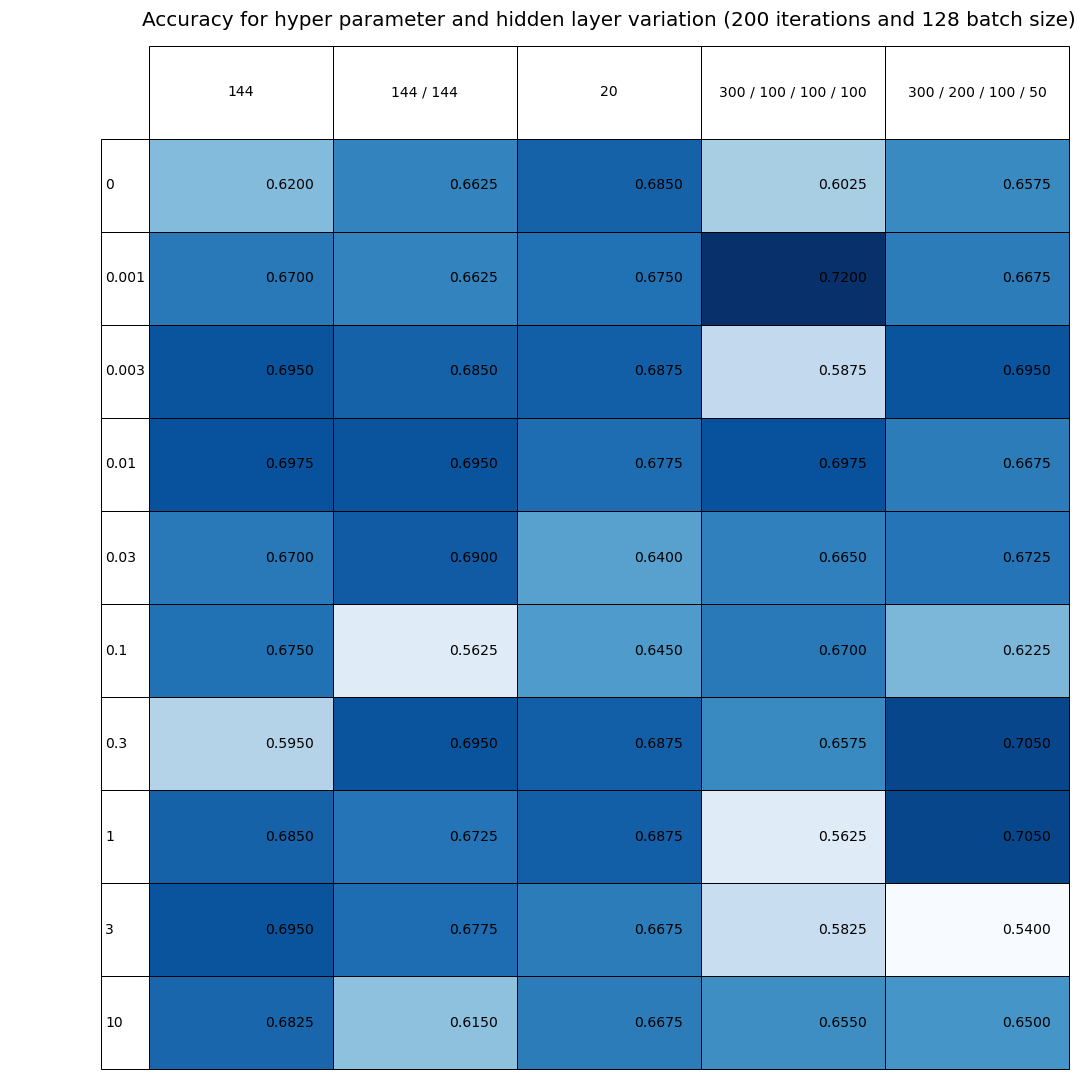 Accuracy for hyper parameter and hidden layer variation (200 iterations and 128 batch size)
144 144 / 144 20 300 / 100 / 100 / 100 300 / 200 / 100 / 50
0 0.6200 0.6625 0.6850 0.6025 0.6575
0.001 0.6700 0.6625 0.6750 0.7200 0.6675
0.003 0.6950 0.6850 0.6875 0.5875 0.6950
0.01 0.6975 0.6950 0.6775 0.6975 0.6675
0.03 0.6700 0.6900 0.6400 0.6650 0.6725
0.1 0.6750 0.5625 0.6450 0.6700 0.6225
0.3 0.5950 0.6950 0.6875 0.6575 0.7050
1 0.6850 0.6725 0.6875 0.5625 0.7050
3 0.6950 0.6775 0.6675 0.5825 0.5400
10 0.6825 0.6150 0.6675 0.6550 0.6500